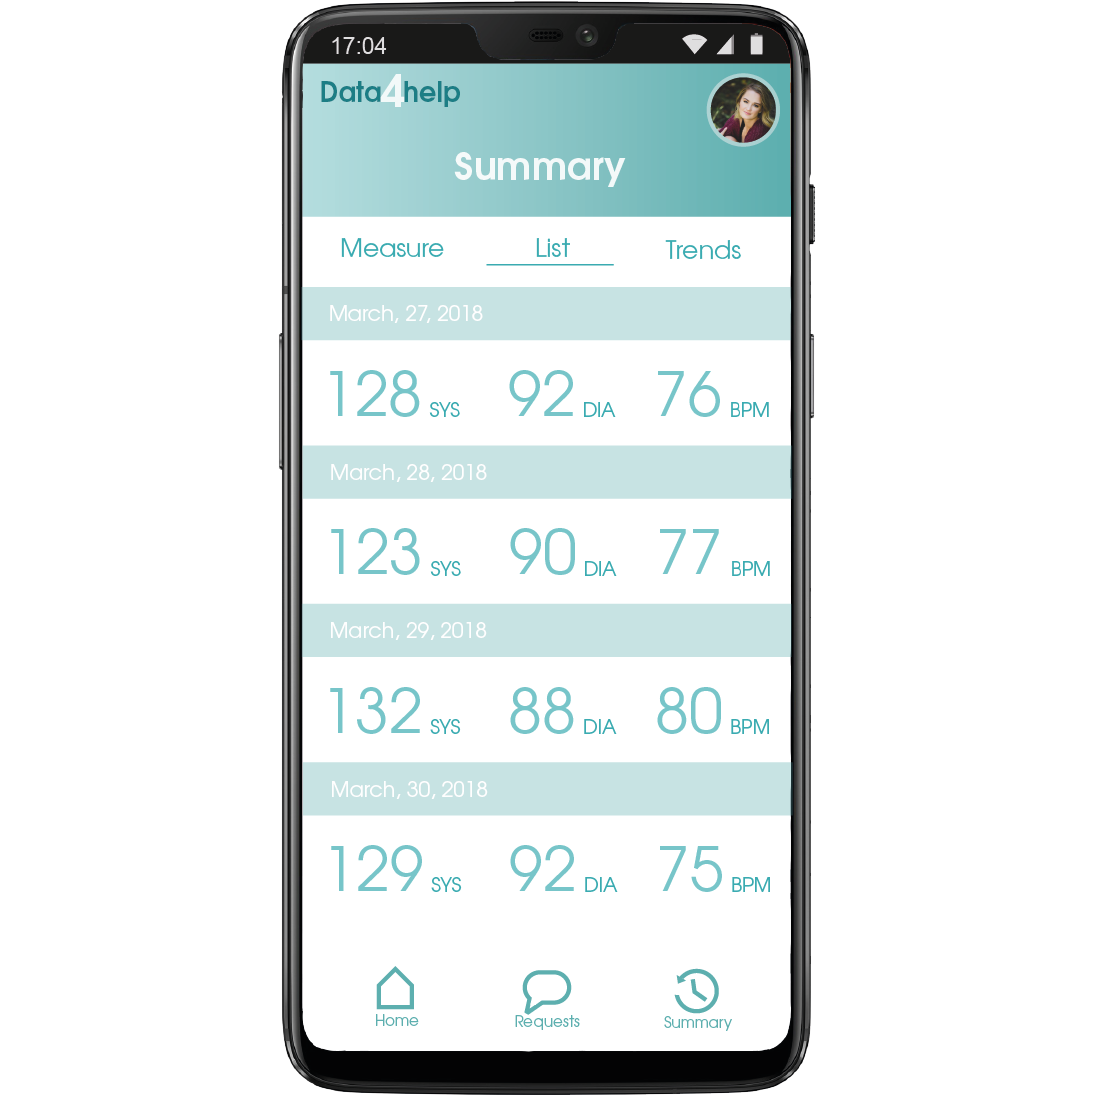 17:04
Data4help
Summary
Measure List Trends
March, 27, 2018
128 SYS 92 DIA 76 BPM
March, 28, 2018
123 SYS 90 DIA 77 BPM
March, 29, 2018
132 SYS 88 DIA 80 BPM
March, 30, 2018
129 SYS 92 DIA 75 BPM
Home Requests Summary